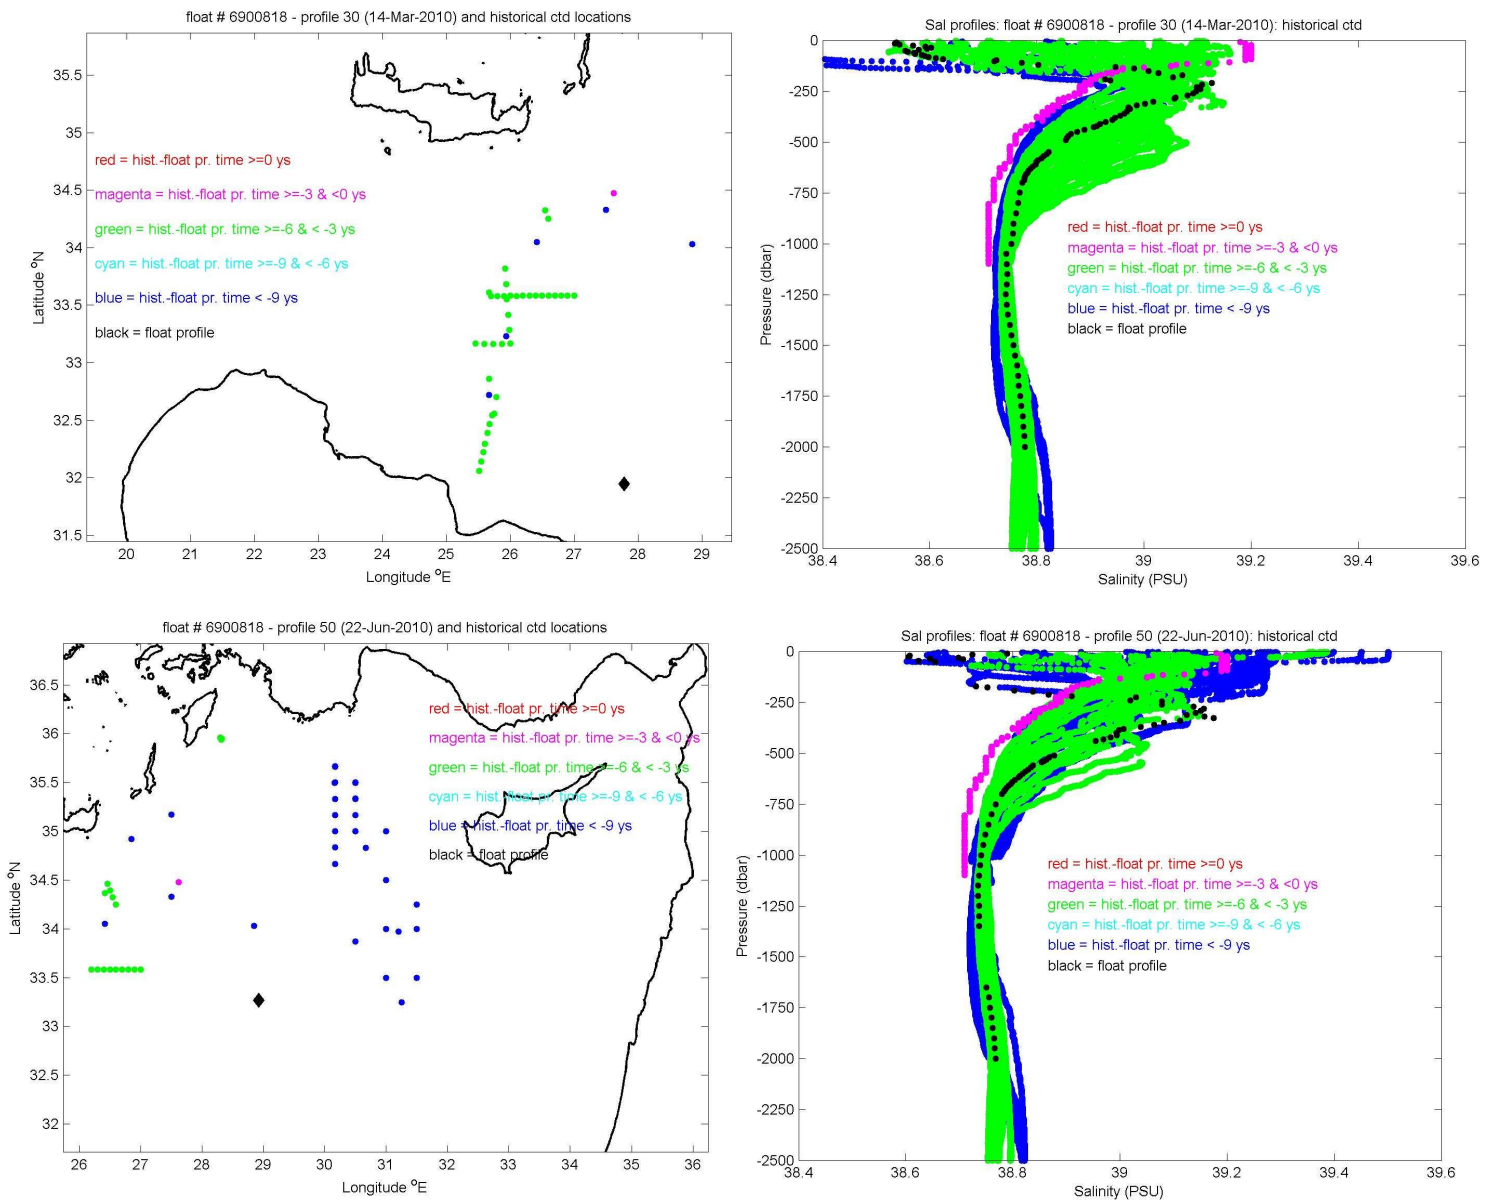 float # 6900818 - profile 30 (14-Mar-2010) and historical ctd locations
35.5
35
34.5
34
33.5
33
32.5
32
31.5
Latitude °N
red = hist.-float pr. time >=0 ys
magenta = hist.-float pr. time >=-3 & <0 ys
green = hist.-float pr. time >=-6 & < -3 ys
cyan = hist.-float pr. time >=-9 & < -6 ys
blue = hist.-float pr. time < -9 ys
black = float profile
20 21 22 23 24 25 26 27 28 29
Longitude °E
Sal profiles: float # 6900818 - profile 30 (14-Mar-2010): historical ctd
0
-250
-500
-750
-1000
-1250
-1500
-1750
-2000
-2250
-2500
Pressure (dbar)
red = hist.-float pr. time >=0 ys
magenta = hist.-float pr. time >=-3 & <0 ys
green = hist.-float pr. time >=-6 & < -3 ys
cyan = hist.-float pr. time >=-9 & < -6 ys
blue = hist.-float pr. time < -9 ys
black = float profile
38.4 38.6 38.8 39 39.2 39.4 39.6
Salinity (PSU)
float # 6900818 - profile 50 (22-Jun-2010) and historical ctd locations
36.5
36
35.5
35
34.5
34
33.5
33
32.5
32
Latitude °N
red = hist.-float pr. time >=0 ys
magenta = hist.-float pr. time >=-3 & <0 ys
green = hist.-float pr. time >=-6 & < -3 ys
cyan = hist.-float pr. time >=-9 & < -6 ys
blue = hist.-float pr. time < -9 ys
black = float profile
26 27 28 29 30 31 32 33 34 35 36
Longitude °E
Sal profiles: float # 6900818 - profile 50 (22-Jun-2010): historical ctd
0
-250
-500
-750
-1000
-1250
-1500
-1750
-2000
-2250
-2500
Pressure (dbar)
red = hist.-float pr. time >=0 ys
magenta = hist.-float pr. time >=-3 & <0 ys
green = hist.-float pr. time >=-6 & < -3 ys
cyan = hist.-float pr. time >=-9 & < -6 ys
blue = hist.-float pr. time < -9 ys
black = float profile
38.4 38.6 38.8 39 39.2 39.4 39.6
Salinity (PSU)